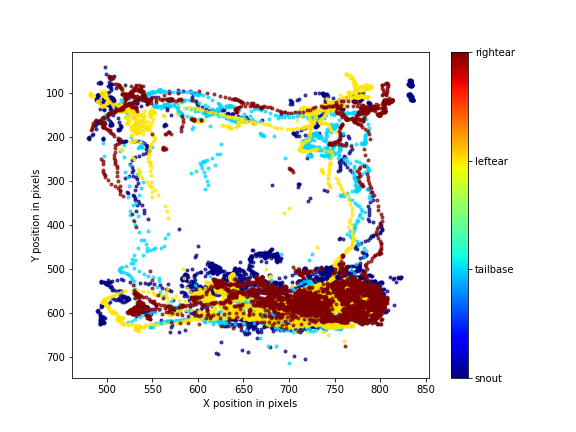 rightear
100
200
leftear
300
Y position in pixels
400
500
tailbase
600
700
snout
500 550 600 650 700 750 800 850
X position in pixels